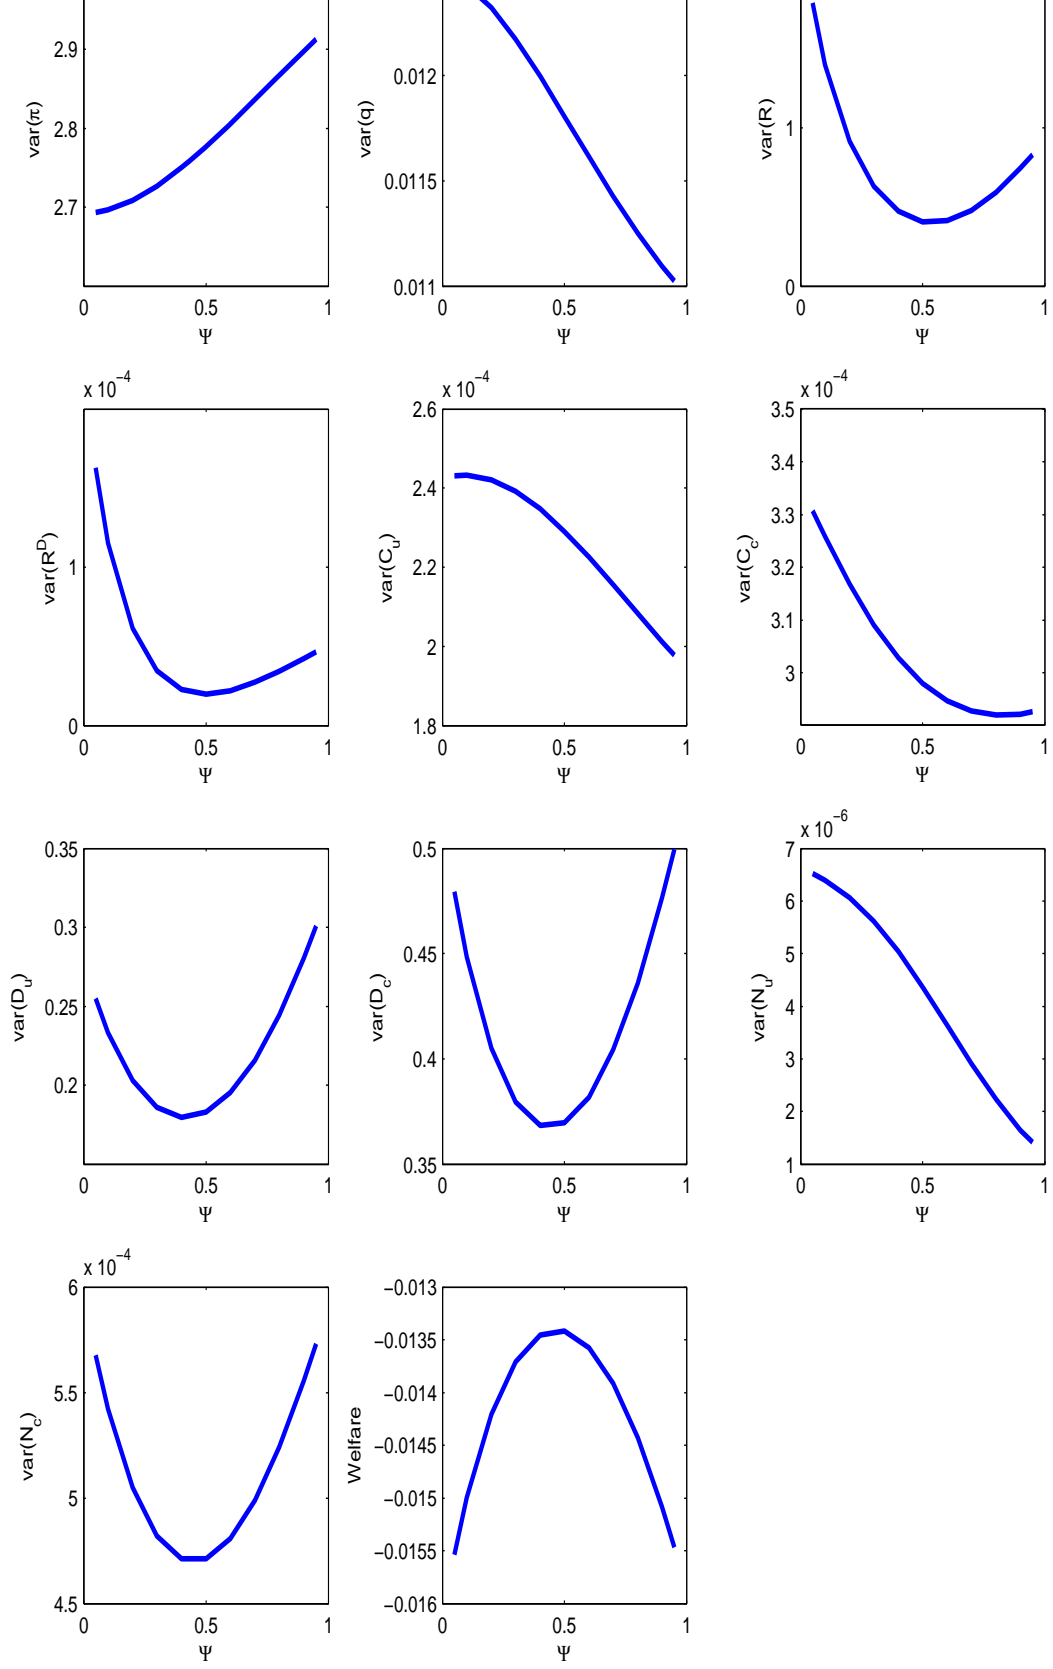 2.9
2.8
2.7
var(π)
0 0.5 1
Ψ
0.012
0.0115
0.011
var(q)
0 0.5 1
Ψ
1
0
var(R)
0 0.5 1
Ψ
x 10⁻⁴
1
0
var(Rᴰ)
0 0.5 1
Ψ
x 10⁻⁴
2.6
2.4
2.2
2
1.8
var(C_u)
0 0.5 1
Ψ
x 10⁻⁴
3.5
3.4
3.3
3.2
3.1
3
var(C_c)
0 0.5 1
Ψ
0.35
0.3
0.25
0.2
var(D_u)
0 0.5 1
Ψ
0.5
0.45
0.4
0.35
var(D_c)
0 0.5 1
Ψ
x 10⁻⁶
7
6
5
4
3
2
1
var(N_u)
0 0.5 1
Ψ
x 10⁻⁴
6
5.5
5
4.5
var(N_c)
0 0.5 1
Ψ
−0.013
−0.0135
−0.014
−0.0145
−0.015
−0.0155
−0.016
Welfare
0 0.5 1
Ψ